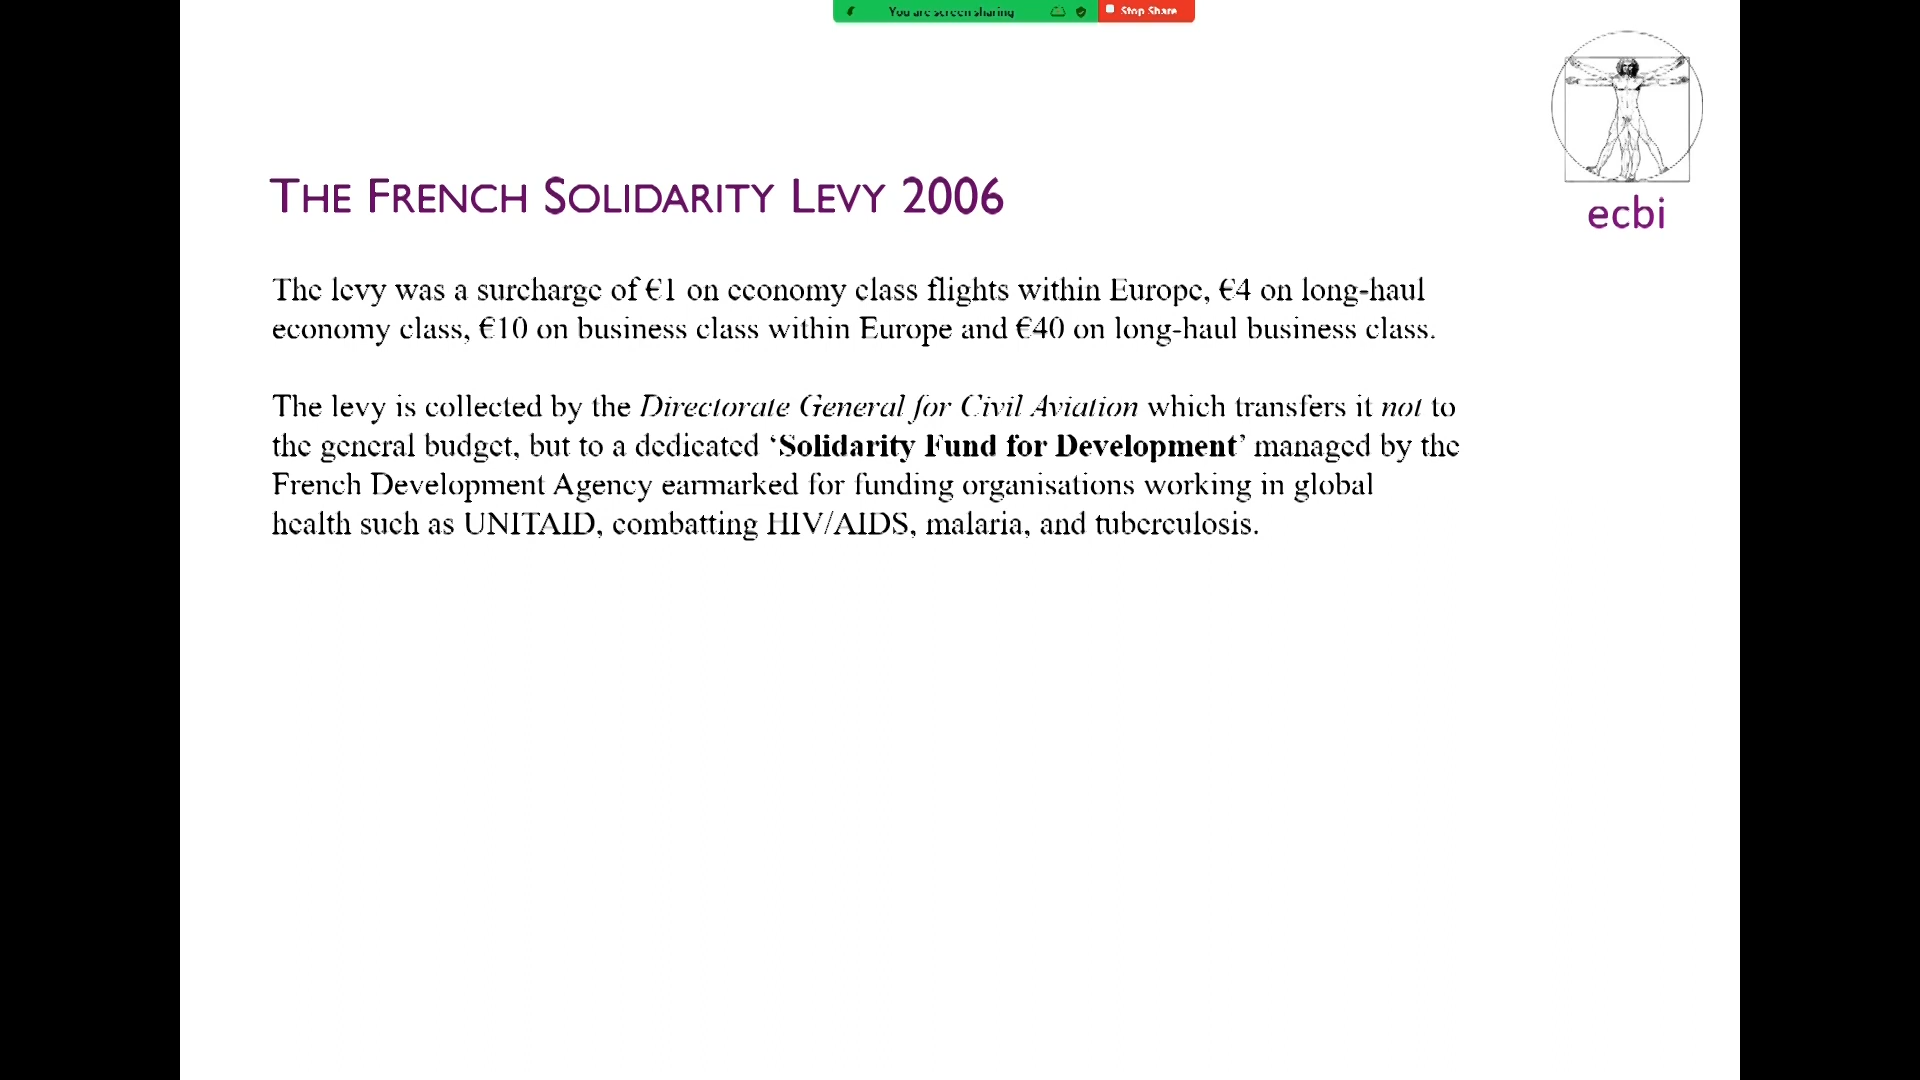 You are screen sharing
Stop Share
ecbi
THE FRENCH SOLIDARITY LEVY 2006
The levy was a surcharge of €1 on economy class flights within Europe, €4 on long-haul
economy class, €10 on business class within Europe and €40 on long-haul business class.
The levy is collected by the Directorate General for Civil Aviation which transfers it not to
the general budget, but to a dedicated ‘Solidarity Fund for Development’ managed by the
French Development Agency earmarked for funding organisations working in global
health such as UNITAID, combatting HIV/AIDS, malaria, and tuberculosis.